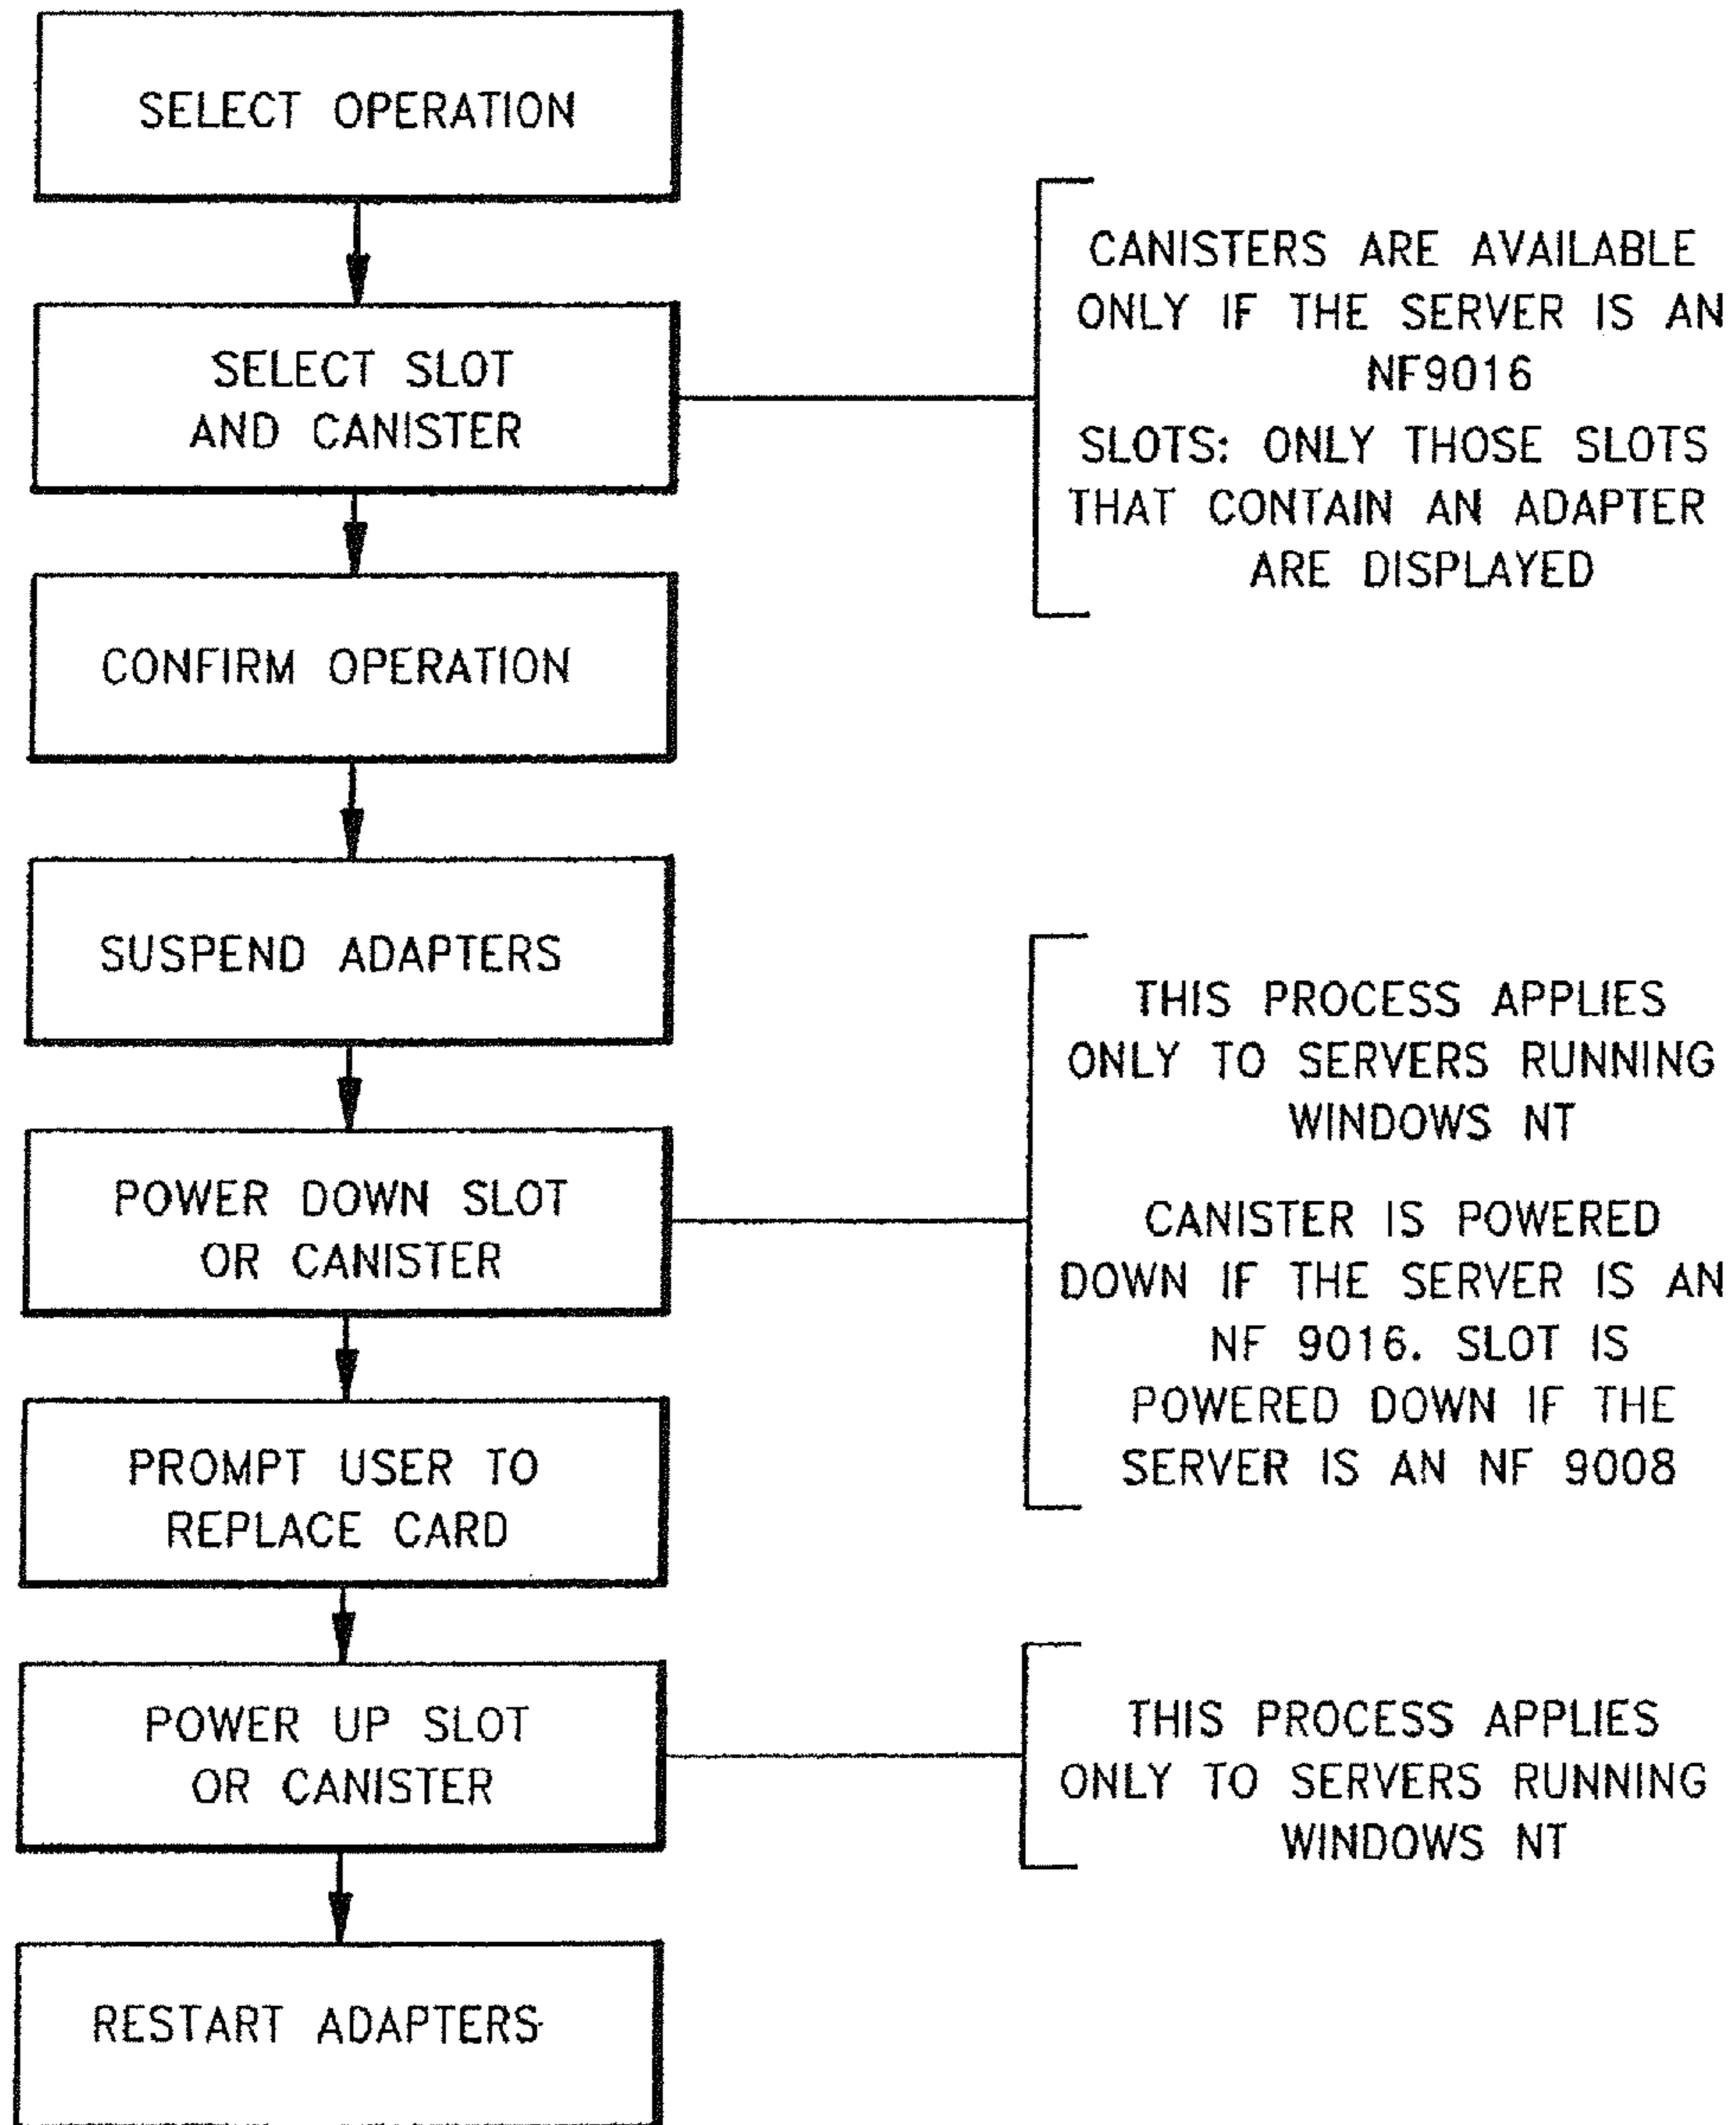 SELECT OPERATION
SELECT SLOT
AND CANISTER
CANISTERS ARE AVAILABLE
ONLY IF THE SERVER IS AN
NF9016
SLOTS: ONLY THOSE SLOTS
THAT CONTAIN AN ADAPTER
ARE DISPLAYED
CONFIRM OPERATION
SUSPEND ADAPTERS
POWER DOWN SLOT
OR CANISTER
THIS PROCESS APPLIES
ONLY TO SERVERS RUNNING
WINDOWS NT
CANISTER IS POWERED
DOWN IF THE SERVER IS AN
NF 9016. SLOT IS
POWERED DOWN IF THE
SERVER IS AN NF 9008
PROMPT USER TO
REPLACE CARD
POWER UP SLOT
OR CANISTER
THIS PROCESS APPLIES
ONLY TO SERVERS RUNNING
WINDOWS NT
RESTART ADAPTERS